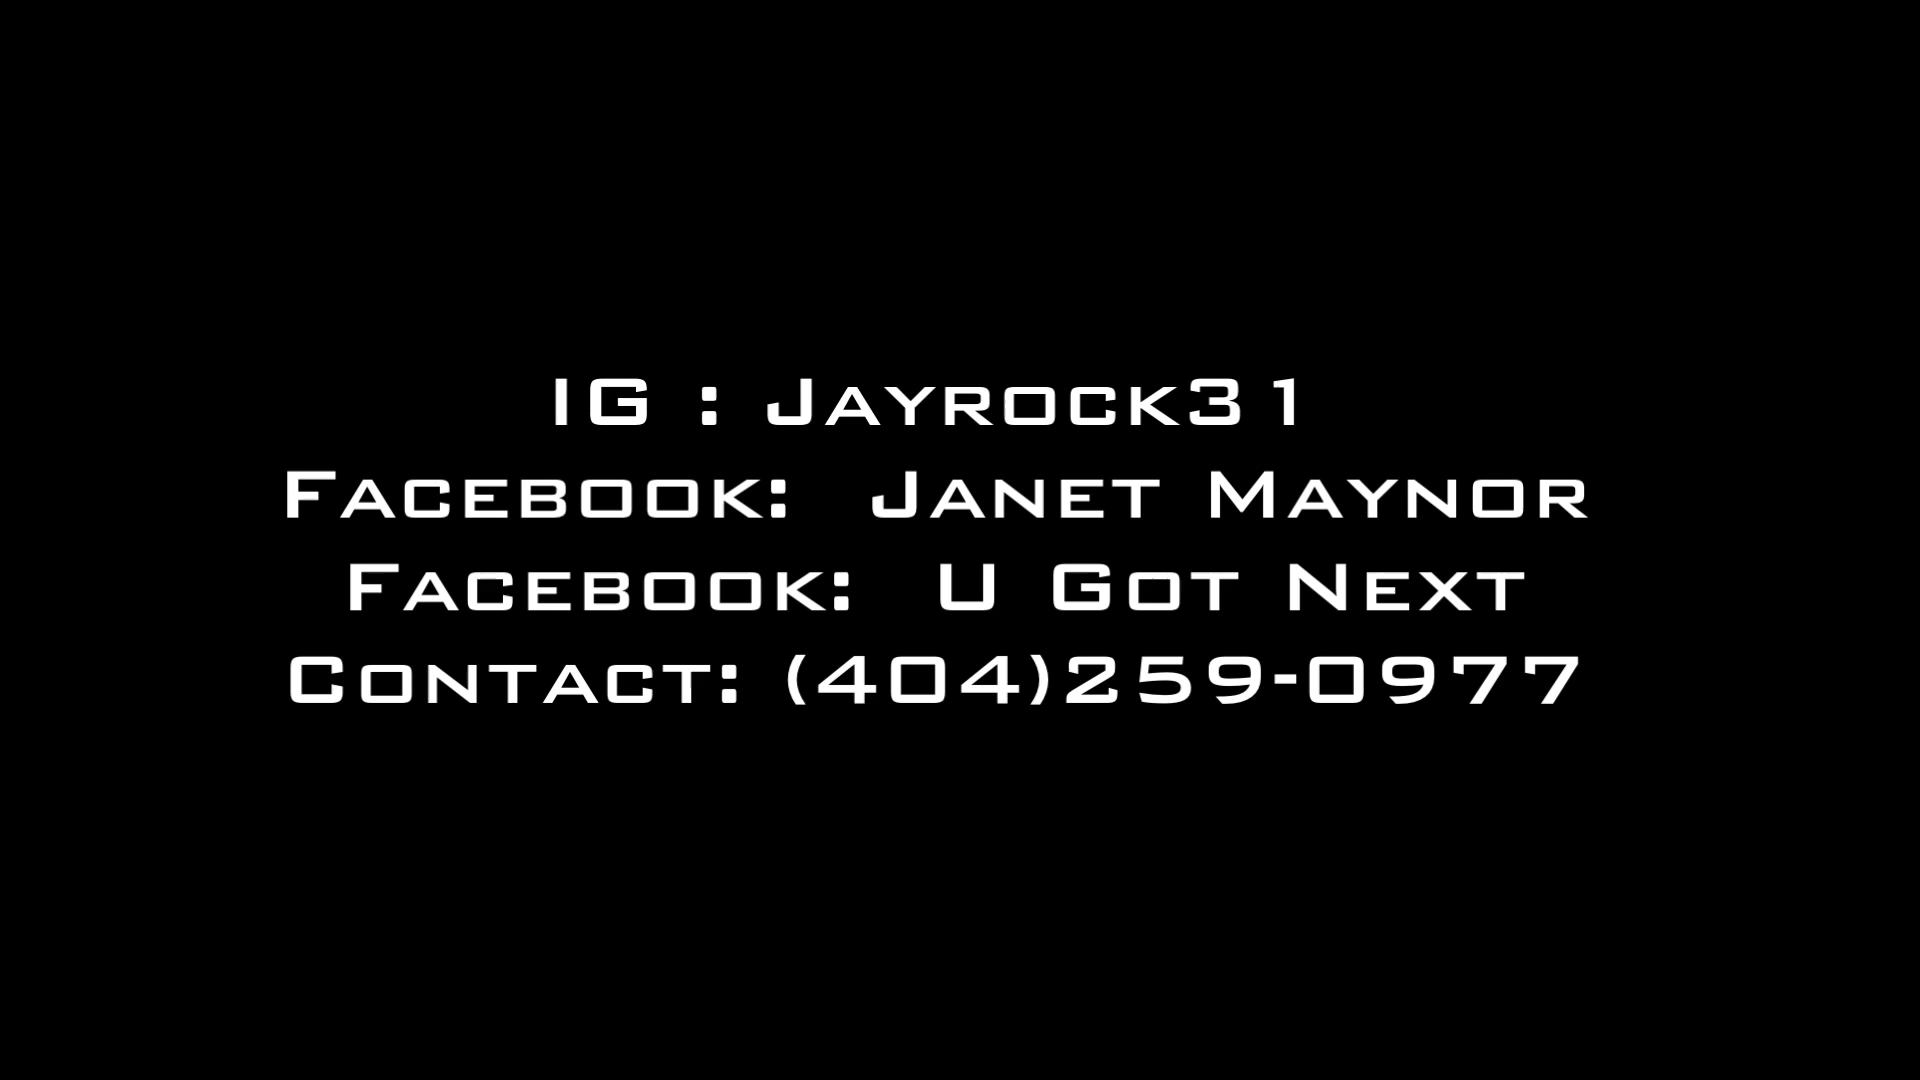 IG : Jayrock31
Facebook: Janet Maynor
Facebook: U Got Next
Contact: (404)259-0977